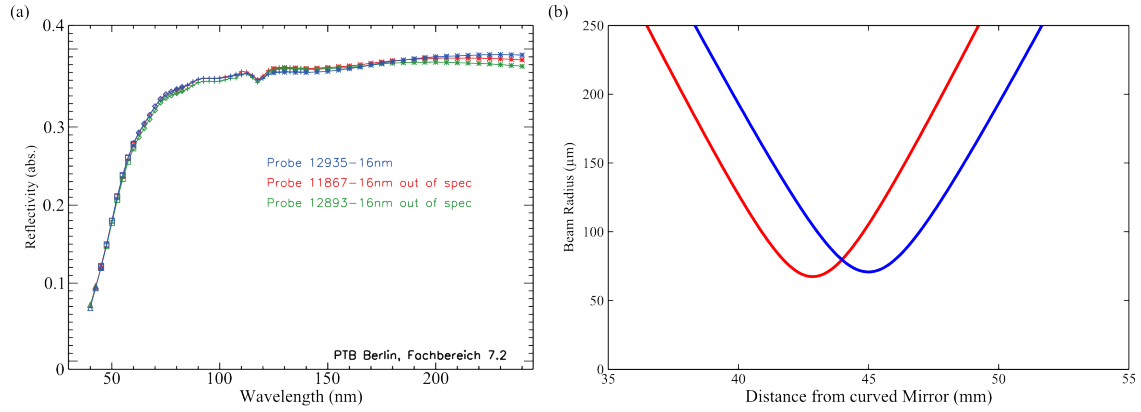 (a)
0.4
0.3
0.2
0.1
0
Reflectivity (abs.)
Probe 12935-16nm
Probe 11867-16nm out of spec
Probe 12893-16nm out of spec
PTB Berlin, Fachbereich 7.2
50
100
150
200
Wavelength (nm)
(b)
250
200
150
100
50
0
Beam Radius (μm)
35
40
45
50
55
Distance from curved Mirror (mm)